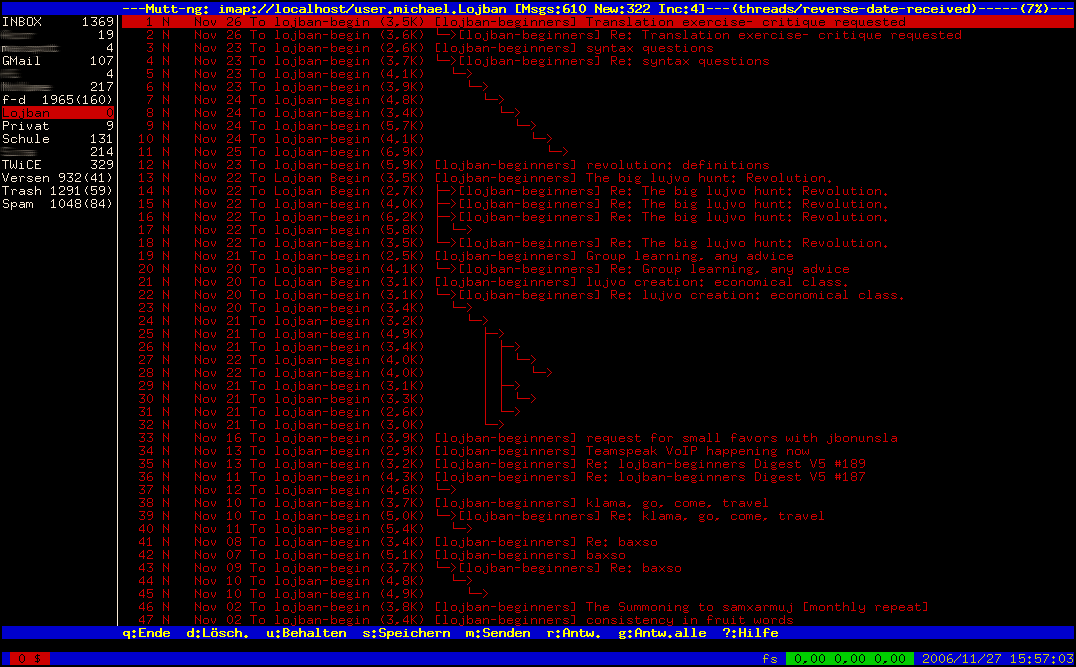 ---Mutt-ng: imap://localhost/user.michael.Lojban [Msgs:610 New:322 Inc:4]---(threads/reverse-date-received)-----(7%)---
INBOX 1369
19
4
GMail 107
4
217
f-d 1965(160)
Lojban 0
Privat 9
Schule 131
214
TWiCE 329
Versen 932(41)
Trash 1291(59)
Spam 1048(84)
1 N Nov 26 To lojban-begin (3.5K) [lojban-beginners] Translation exercise- critique requested
2 N Nov 26 To lojban-begin (3.6K) └─>[lojban-beginners] Re: Translation exercise- critique requested
3 N Nov 23 To lojban-begin (2.6K) [lojban-beginners] syntax questions
4 N Nov 23 To lojban-begin (3.7K) └─>[lojban-beginners] Re: syntax questions
5 N Nov 23 To lojban-begin (4.1K) └─>
6 N Nov 23 To lojban-begin (3.9K) └─>
7 N Nov 24 To lojban-begin (4.8K) └─>
8 N Nov 24 To lojban-begin (3.4K) └─>
9 N Nov 24 To lojban-begin (5.7K) └─>
10 N Nov 24 To lojban-begin (4.1K) └─>
11 N Nov 25 To lojban-begin (6.9K) └─>
12 N Nov 23 To lojban-begin (5.9K) [lojban-beginners] revolution: definitions
13 N Nov 22 To Lojban Begin (3.5K) [lojban-beginners] The big lujvo hunt: Revolution.
14 N Nov 22 To Lojban Begin (2.7K) ├─>[lojban-beginners] Re: The big lujvo hunt: Revolution.
15 N Nov 22 To lojban-begin (4.0K) ├─>[lojban-beginners] Re: The big lujvo hunt: Revolution.
16 N Nov 22 To lojban-begin (6.2K) ├─>[lojban-beginners] Re: The big lujvo hunt: Revolution.
17 N Nov 22 To lojban-begin (5.8K) │ └─>
18 N Nov 22 To lojban-begin (3.5K) └─>[lojban-beginners] Re: The big lujvo hunt: Revolution.
19 N Nov 21 To lojban-begin (2.5K) [lojban-beginners] Group learning, any advice
20 N Nov 20 To lojban-begin (4.1K) └─>[lojban-beginners] Re: Group learning, any advice
21 N Nov 20 To Lojban Begin (3.1K) [lojban-beginners] lujvo creation: economical class.
22 N Nov 20 To lojban-begin (3.1K) └─>[lojban-beginners] Re: lujvo creation: economical class.
23 N Nov 20 To lojban-begin (3.4K) └─>
24 N Nov 21 To lojban-begin (3.2K) └─>
25 N Nov 21 To lojban-begin (4.9K) ├─>
26 N Nov 21 To lojban-begin (3.4K) │ ├─>
27 N Nov 21 To lojban-begin (4.0K) │ │ └─>
28 N Nov 22 To lojban-begin (4.0K) │ │ └─>
29 N Nov 21 To lojban-begin (3.1K) │ ├─>
30 N Nov 21 To lojban-begin (3.3K) │ │ └─>
31 N Nov 21 To lojban-begin (2.6K) │ └─>
32 N Nov 21 To lojban-begin (3.0K) └─>
33 N Nov 16 To lojban-begin (3.9K) [lojban-beginners] request for small favors with jbonunsla
34 N Nov 13 To lojban-begin (2.9K) [lojban-beginners] Teamspeak VoIP happening now
35 N Nov 13 To lojban-begin (3.2K) [lojban-beginners] Re: lojban-beginners Digest V5 #189
36 N Nov 11 To lojban-begin (4.3K) [lojban-beginners] Re: lojban-beginners Digest V5 #187
37 N Nov 12 To lojban-begin (4.6K) └─>
38 N Nov 10 To lojban-begin (3.7K) [lojban-beginners] klama, go, come, travel
39 N Nov 10 To lojban-begin (5.0K) └─>[lojban-beginners] Re: klama, go, come, travel
40 N Nov 11 To lojban-begin (5.4K) └─>
41 N Nov 08 To lojban-begin (3.4K) [lojban-beginners] Re: baxso
42 N Nov 07 To lojban-begin (5.1K) [lojban-beginners] baxso
43 N Nov 09 To lojban-begin (3.7K) └─>[lojban-beginners] Re: baxso
44 N Nov 10 To lojban-begin (4.8K) └─>
45 N Nov 10 To lojban-begin (4.9K) └─>
46 N Nov 02 To lojban-begin (3.8K) [lojban-beginners] The Summoning to samxarmuj [monthly repeat]
47 N Nov 02 To lojban-begin (3.4K) [lojban-beginners] consistency in fruit words
q:Ende d:Lösch. u:Behalten s:Speichern m:Senden r:Antw. g:Antw.alle ?:Hilfe
0 $ fs 0.00 0.00 0.00 2006/11/27 15:57:03